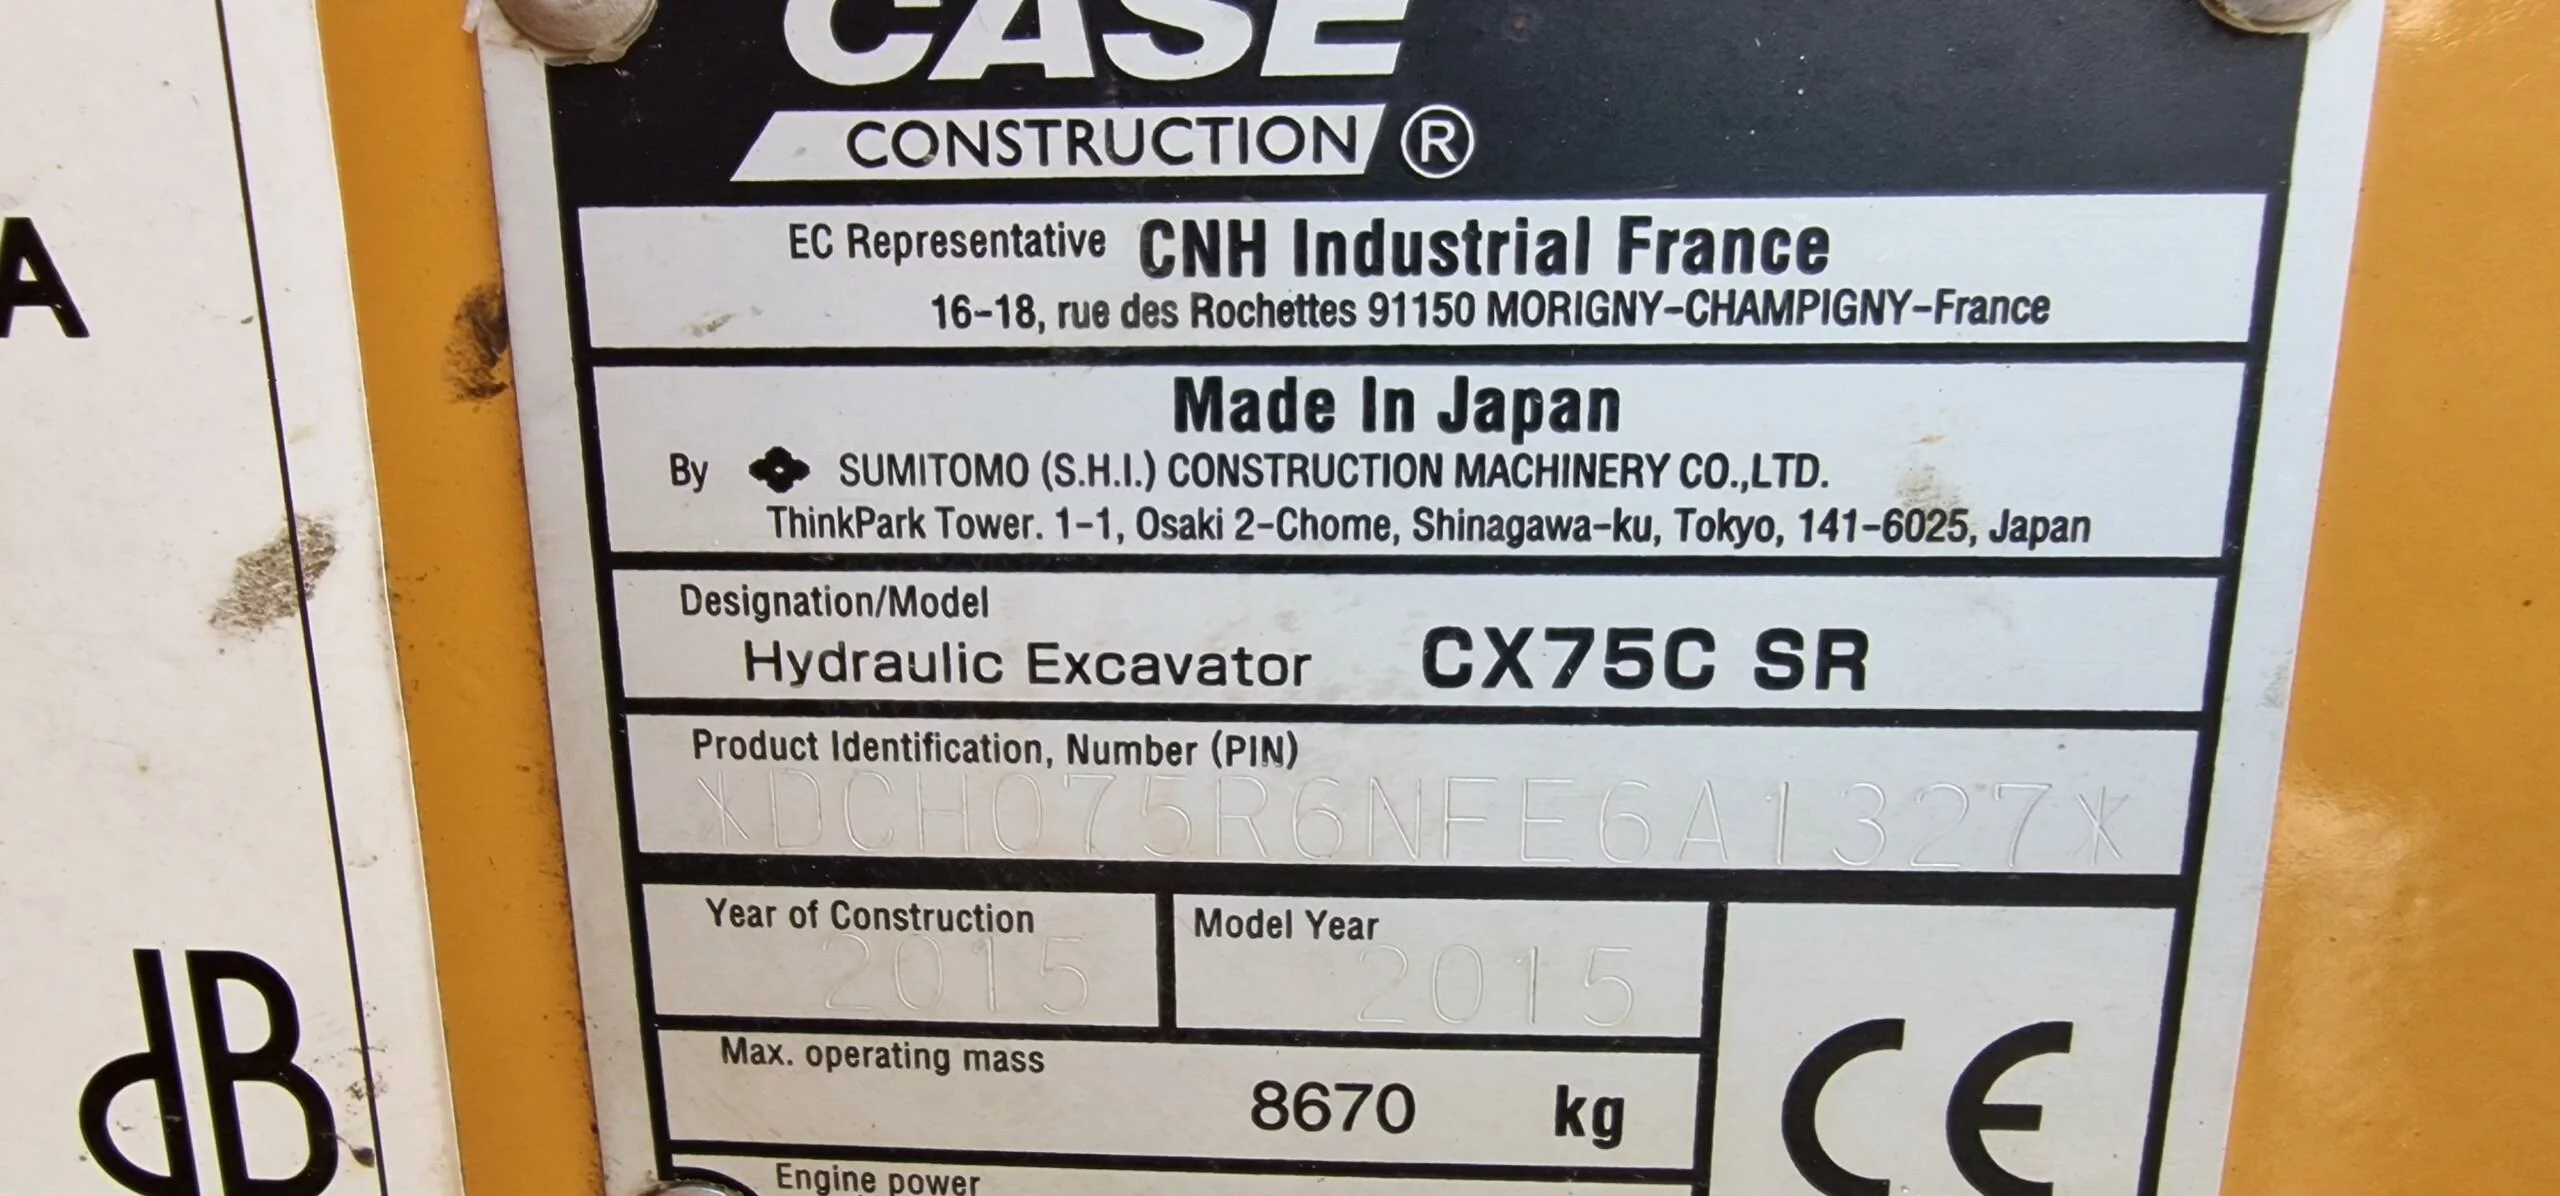 CASE
CONSTRUCTION ®
EC Representative CNH Industrial France
16-18, rue des Rochettes 91150 MORIGNY-CHAMPIGNY-France
Made In Japan
By SUMITOMO (S.H.I.) CONSTRUCTION MACHINERY CO.,LTD.
ThinkPark Tower. 1-1, Osaki 2-Chome, Shinagawa-ku, Tokyo, 141-6025, Japan
Designation/Model
Hydraulic Excavator CX75C SR
Product Identification, Number (PIN)
*DCH075R6NFE6A1327*
Year of Construction Model Year
2015 2015
Max. operating mass
8670 kg
CE
Engine power
A
dB